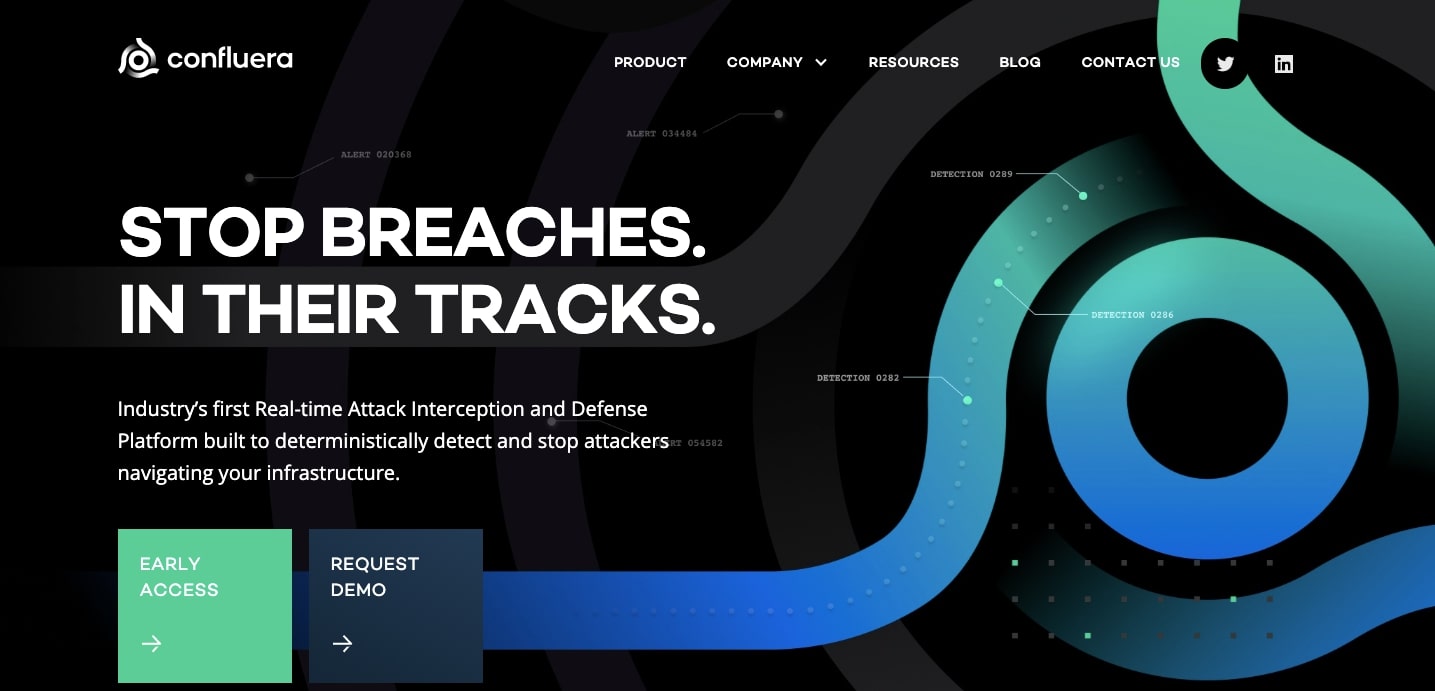 confluera
PRODUCT
COMPANY
RESOURCES
BLOG
CONTACT US
ALERT 034484
ALERT 020368
DETECTION 0289
STOP BREACHES.
IN THEIR TRACKS.
DETECTION 0286
DETECTION 0282
Industry’s first Real-time Attack Interception and Defense
Platform built to deterministically detect and stop attackers
navigating your infrastructure.
054582
EARLY
ACCESS
REQUEST
DEMO